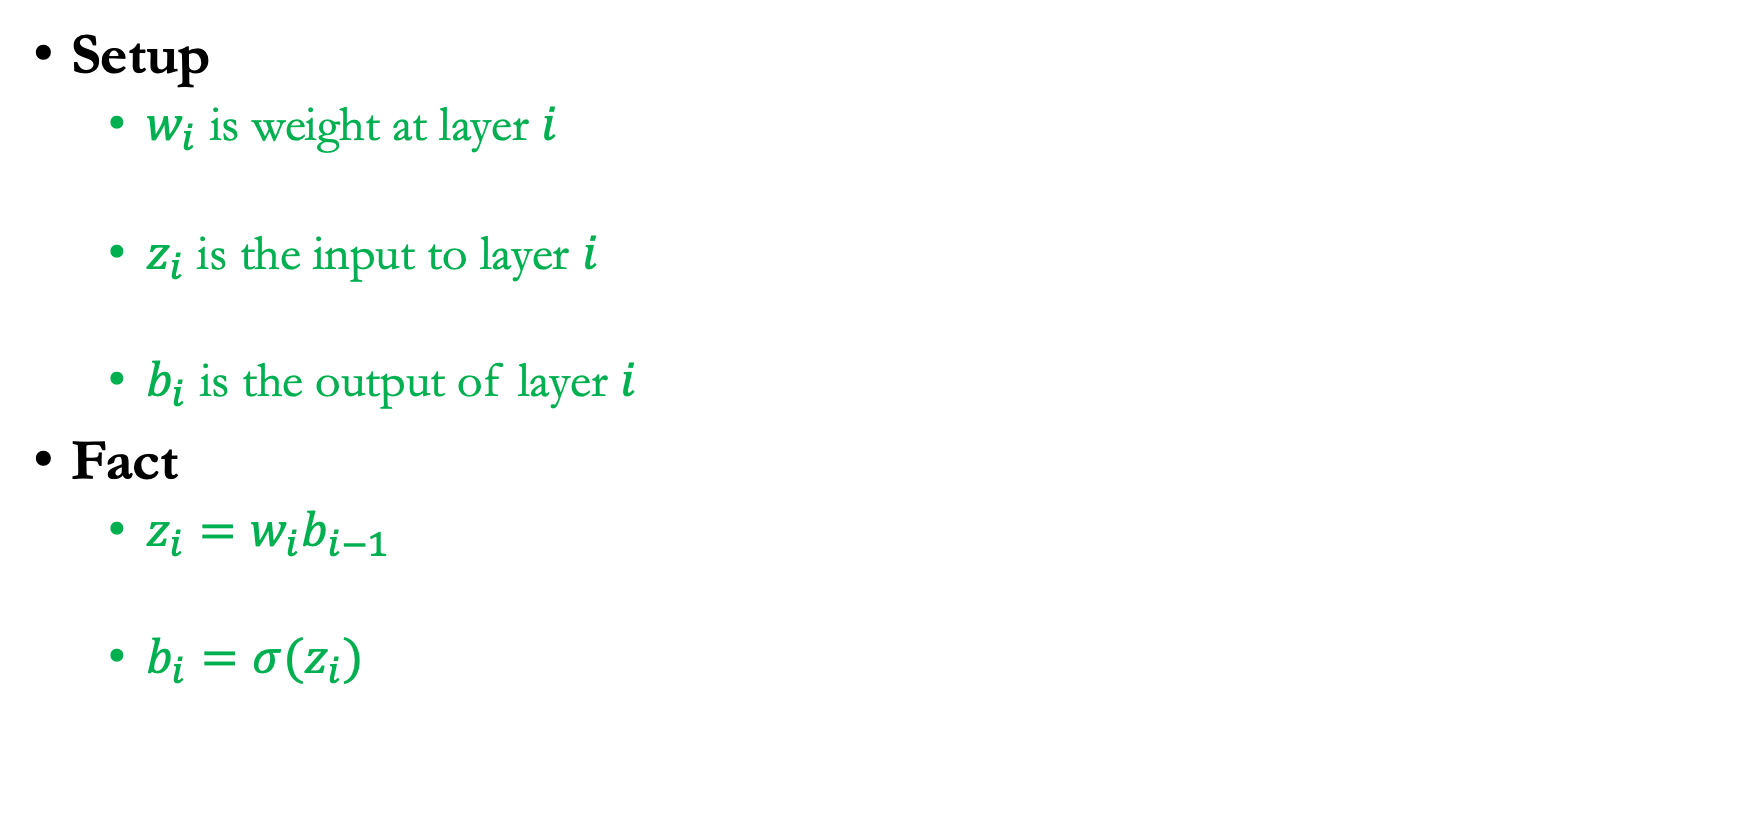 • Setup
• 𝑤ᵢ is weight at layer 𝑖
• 𝑧ᵢ is the input to layer 𝑖
• 𝑏ᵢ is the output of layer 𝑖
• Fact
• 𝑧ᵢ = 𝑤ᵢ𝑏ᵢ₋₁
• 𝑏ᵢ = 𝜎(𝑧ᵢ)